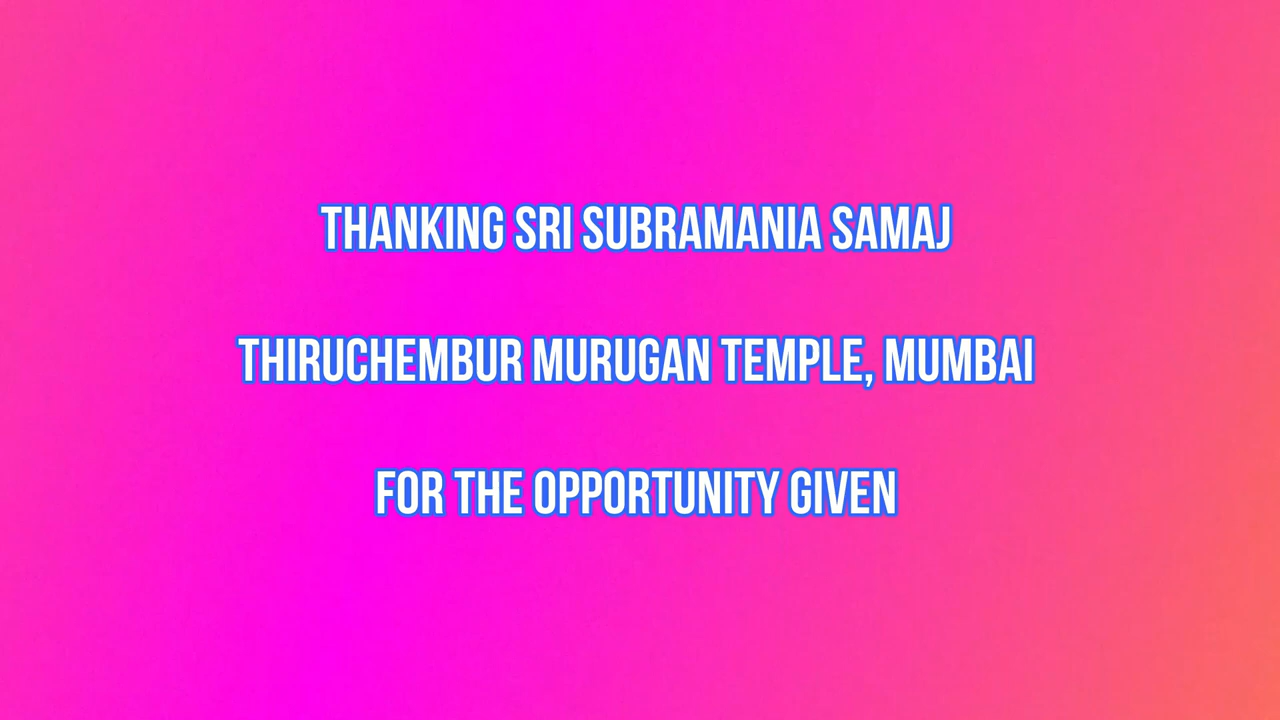 THANKING SRI SUBRAMANIA SAMAJ
THIRUCHEMBUR MURUGAN TEMPLE, MUMBAI
FOR THE OPPORTUNITY GIVEN